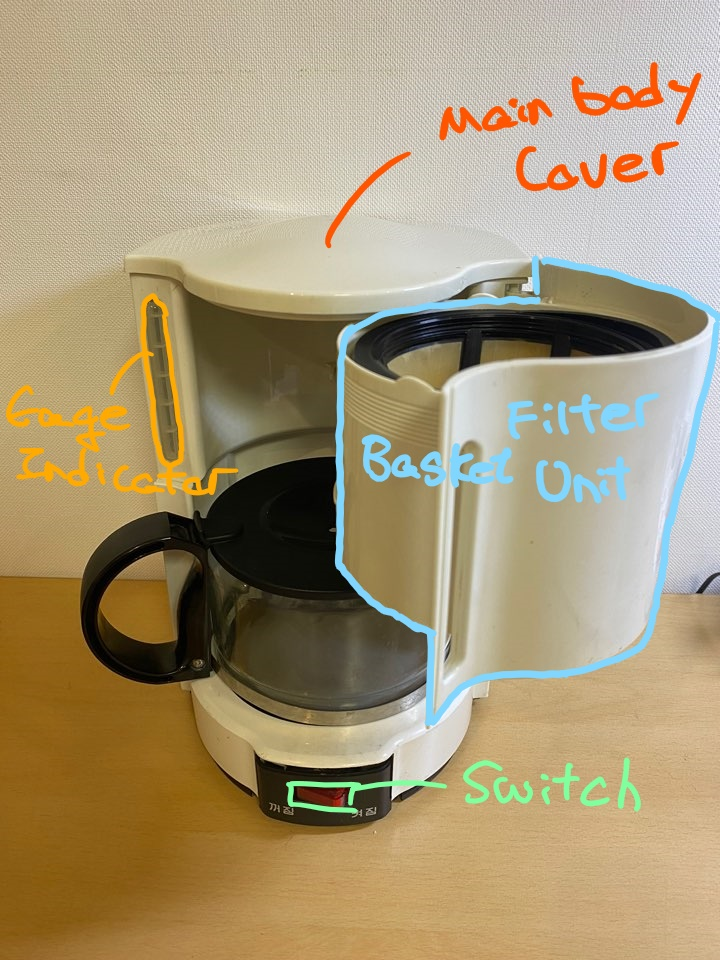 Main body
Cover
Gage
Indicator
Filter
Basket Unit
Switch
꺼짐
켜짐